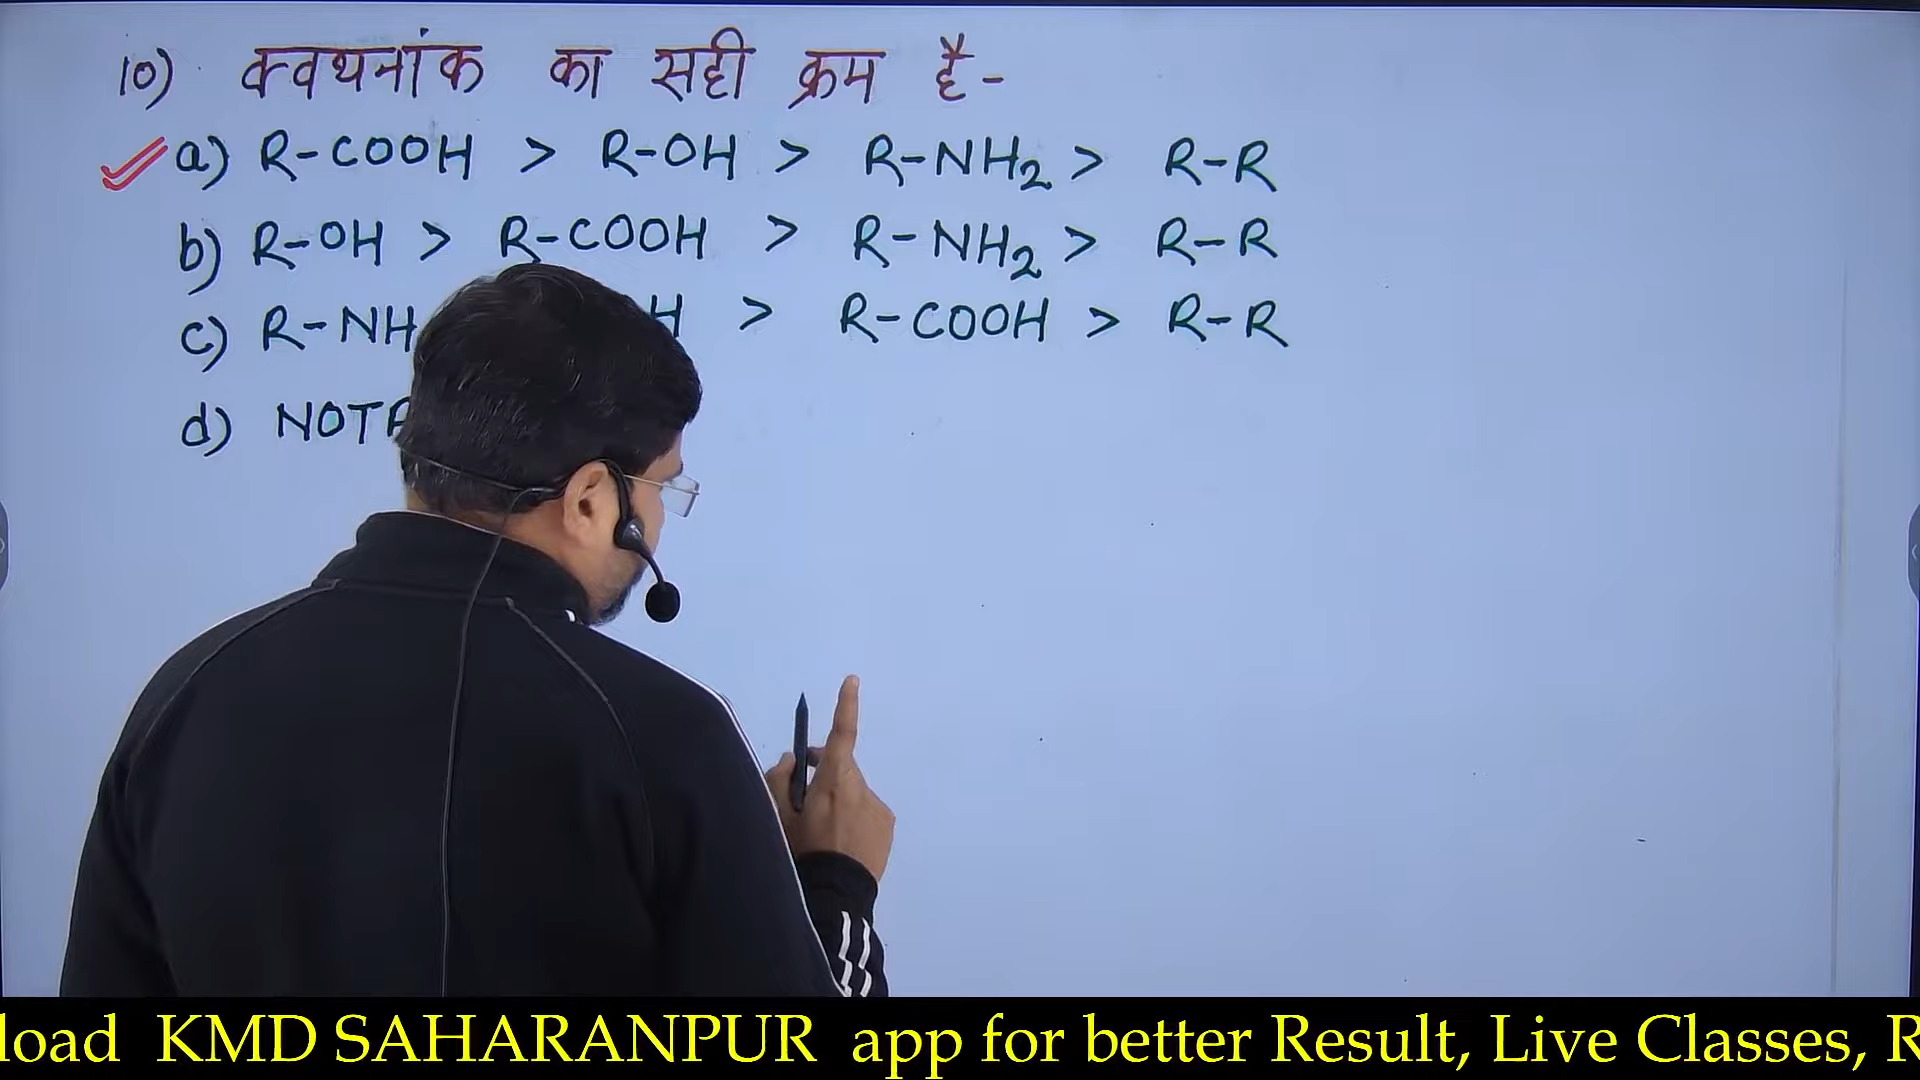 10) क्वथनांक का सही क्रम है-
a) R-COOH > R-OH > R-NH2 > R-R
b) R-OH > R-COOH > R-NH2 > R-R
c) R-NH H > R-COOH > R-R
d) NOTA
load KMD SAHARANPUR app for better Result, Live Classes, R